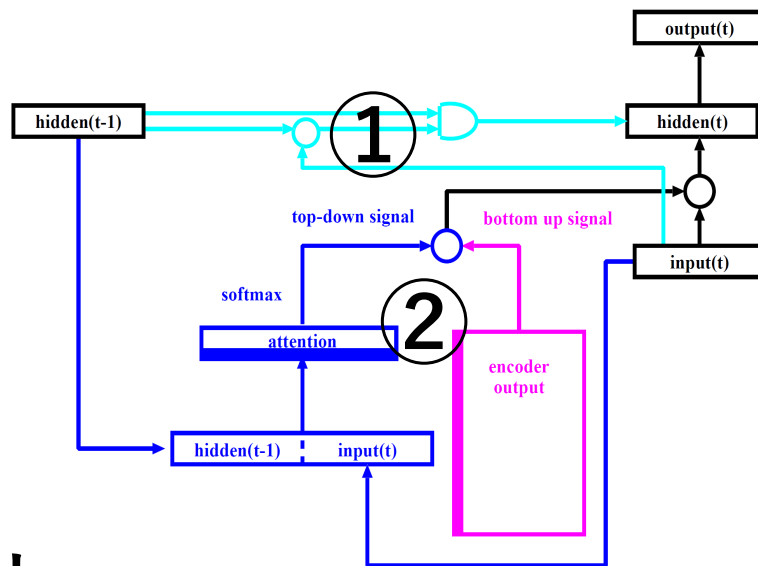 output(t)
hidden(t-1)
1
hidden(t)
top-down signal
bottom up signal
input(t)
softmax
2
attention
encoder
output
hidden(t-1)
input(t)